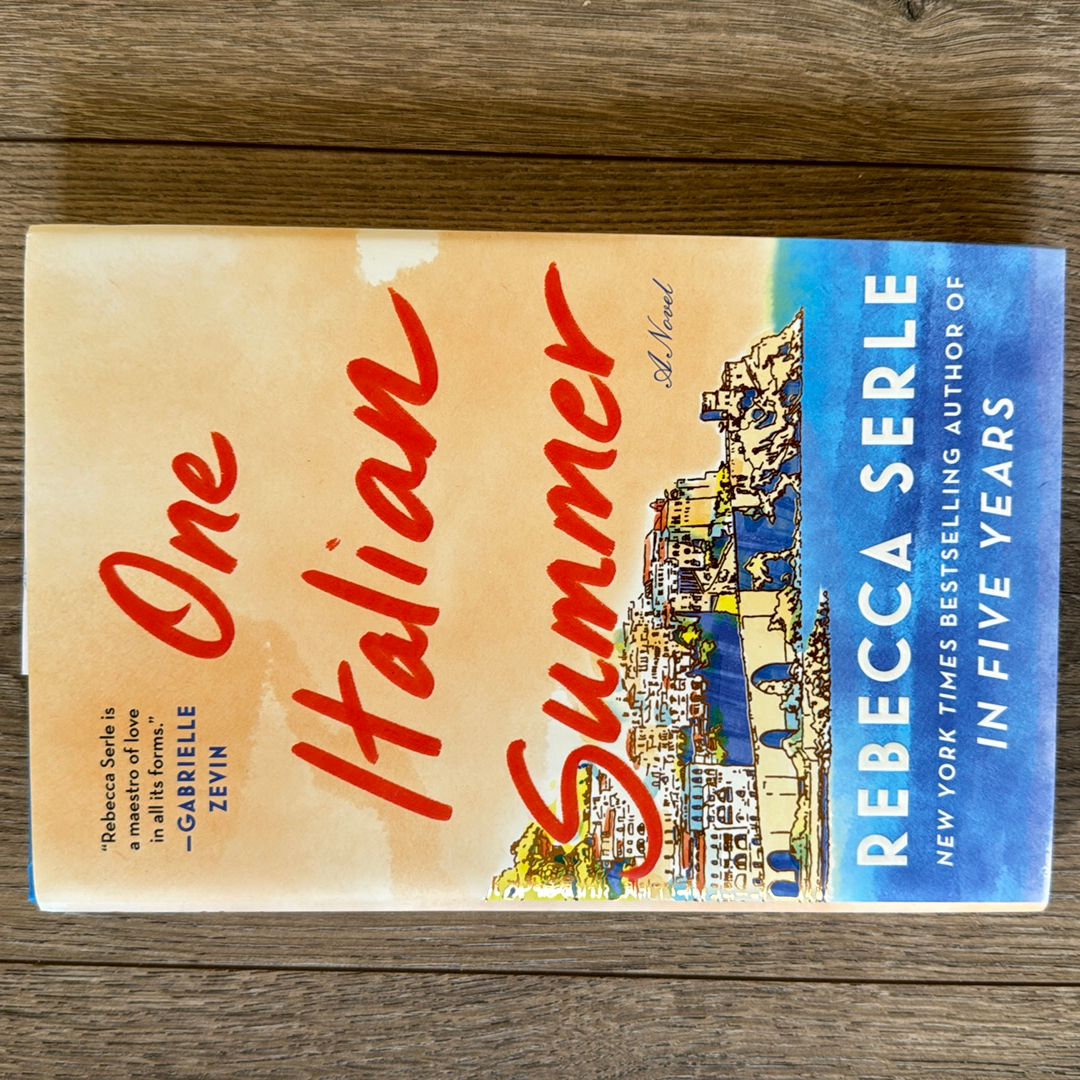 “Rebecca Serle is
a maestro of love
in all its forms.”
—GABRIELLE
ZEVIN
One
Italian
Summer
A Novel
REBECCA SERLE
NEW YORK TIMES BESTSELLING AUTHOR OF
IN FIVE YEARS